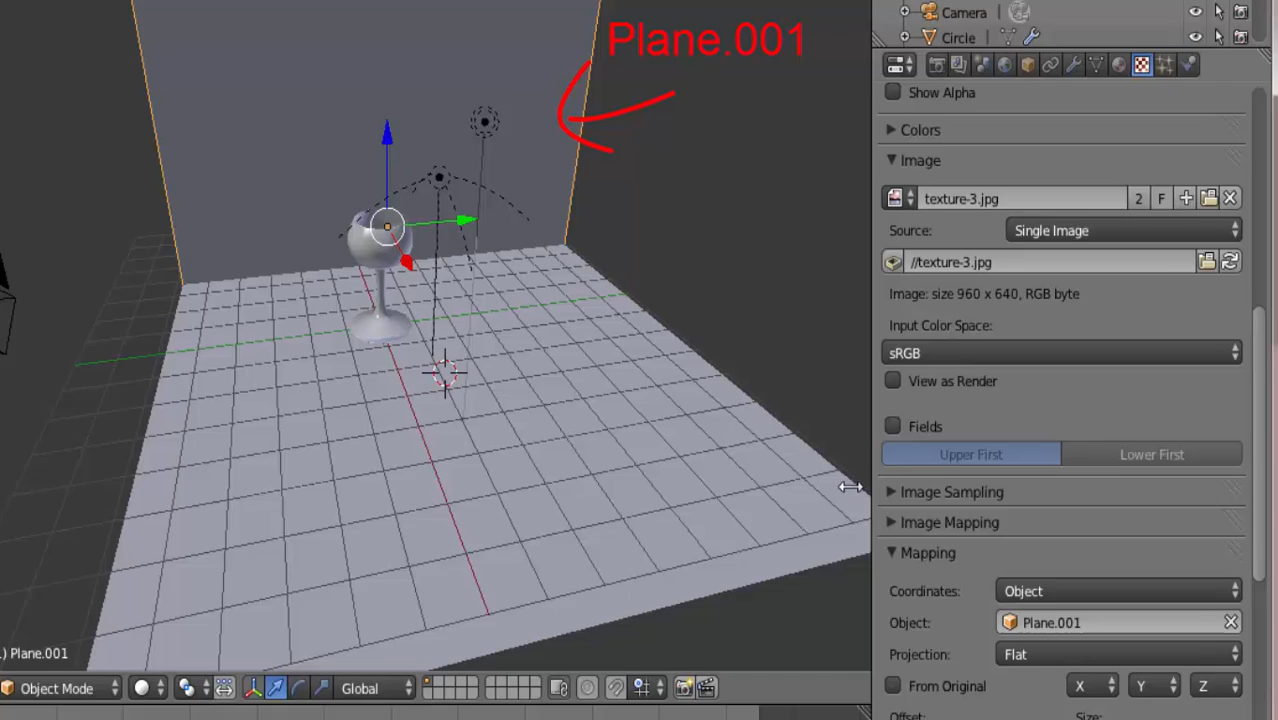 Plane.001
Camera
Circle
Show Alpha
Colors
Image
texture-3.jpg 2 F
Source: Single Image
//texture-3.jpg
Image: size 960 x 640, RGB byte
Input Color Space:
sRGB
View as Render
Fields
Upper First Lower First
Image Sampling
Image Mapping
Mapping
Coordinates: Object
Object: Plane.001
Projection: Flat
From Original X Y Z
Offset: Size:
) Plane.001
Object Mode Global